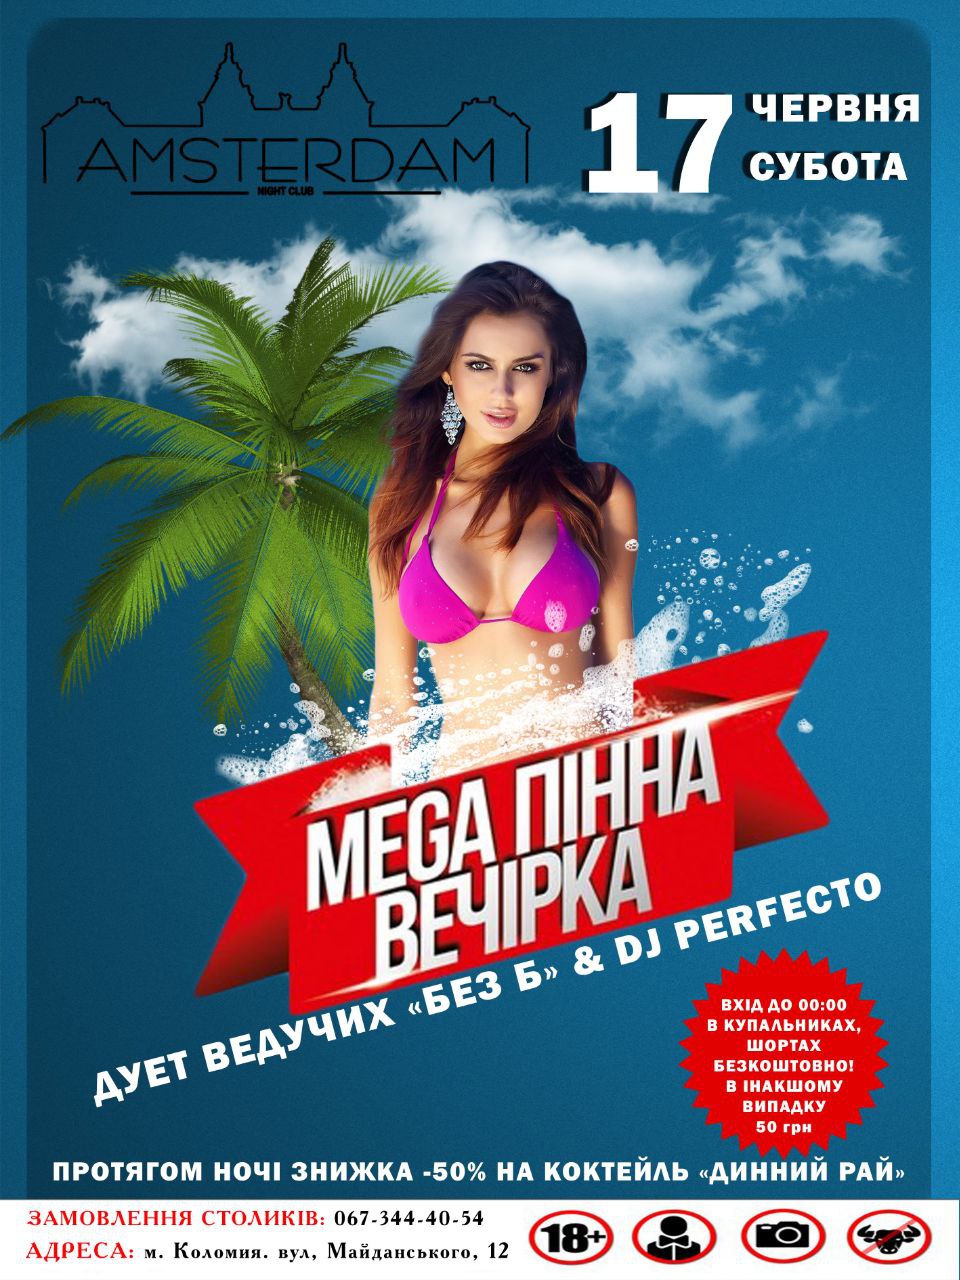 AMSTERDAM
NIGHT CLUB
17 ЧЕРВНЯ
СУБОТА
MEGA ПІННА
ВЕЧІРКА
ДУЕТ ВЕДУЧИХ «БЕЗ Б» & DJ PERFECTO
ВХІД ДО 00:00
В КУПАЛЬНИКАХ,
ШОРТАХ
БЕЗКОШТОВНО!
В ІНАКШОМУ
ВИПАДКУ
50 грн
ПРОТЯГОМ НОЧІ ЗНИЖКА -50% НА КОКТЕЙЛЬ «ДИННИЙ РАЙ»
ЗАМОВЛЕННЯ СТОЛИКІВ: 067-344-40-54
АДРЕСА: м. Коломия. вул, Майданського, 12
18+